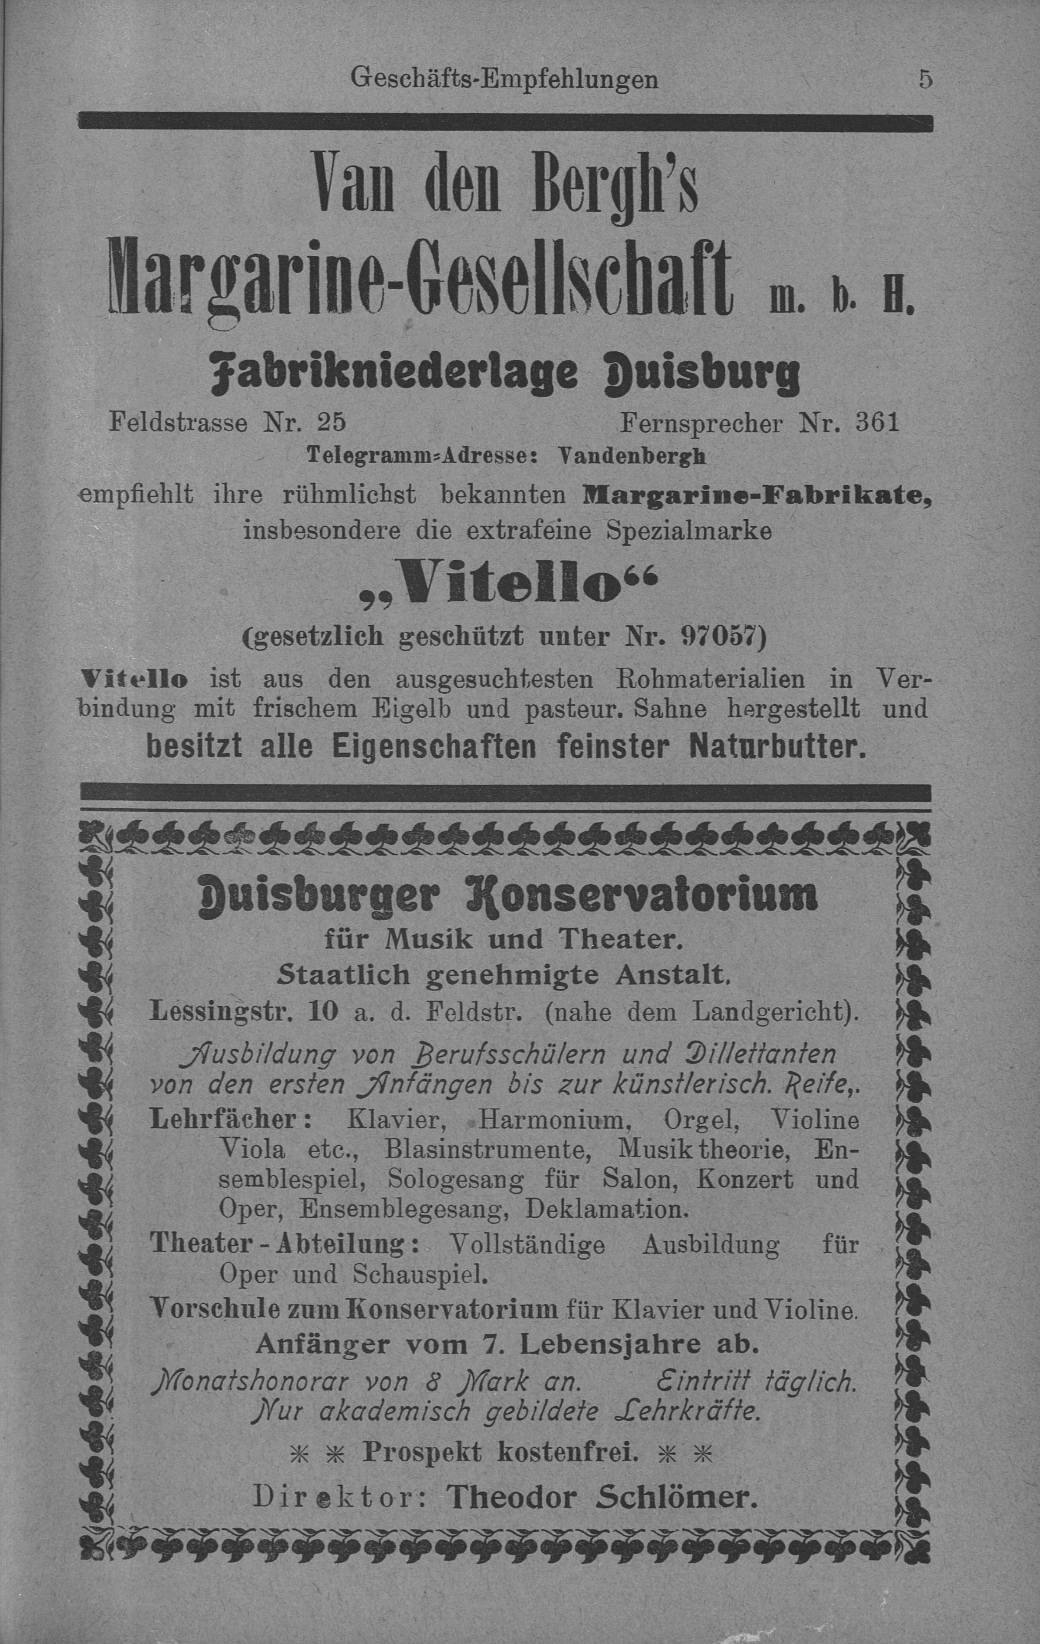 Geschäfts-Empfehlungen 5
Van den Bergh's
Margarine-Gesellschaft m. b. H.
Fabrikniederlage Duisburg
Feldstrasse Nr. 25 Fernsprecher Nr. 361
Telegramm-Adresse: Vandenbergh
empfiehlt ihre rühmlichst bekannten Margarine-Fabrikate,
insbesondere die extrafeine Spezialmarke
„Vitello“
(gesetzlich geschützt unter Nr. 97057)
Vitello ist aus den ausgesuchtesten Rohmaterialien in Ver-
bindung mit frischem Eigelb und pasteur. Sahne hergestellt und
besitzt alle Eigenschaften feinster Naturbutter.
Duisburger Konservatorium
für Musik und Theater.
Staatlich genehmigte Anstalt.
Lessingstr. 10 a. d. Feldstr. (nahe dem Landgericht).
Ausbildung von Berufsschülern und Dillettanten
von den ersten Anfängen bis zur künstlerisch. Reife,.
Lehrfächer: Klavier, Harmonium, Orgel, Violine
Viola etc., Blasinstrumente, Musiktheorie, En-
semblespiel, Sologesang für Salon, Konzert und
Oper, Ensemblegesang, Deklamation.
Theater-Abteilung: Vollständige Ausbildung für
Oper und Schauspiel.
Vorschule zum Konservatorium für Klavier und Violine.
Anfänger vom 7. Lebensjahre ab.
Monatshonorar von 8 Mark an. Eintritt täglich.
Nur akademisch gebildete Lehrkräfte.
※ ※ Prospekt kostenfrei. ※ ※
Direktor: Theodor Schlömer.